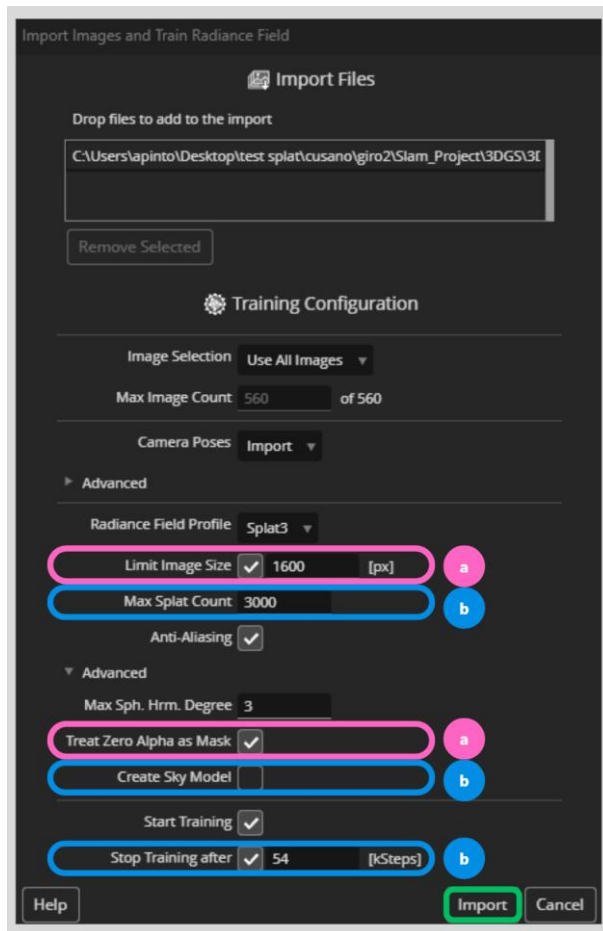 Import Images and Train Radiance Field
Import Files
Drop files to add to the import
C:\Users\apinto\Desktop\test splat\cusano\giro2\Slam_Project\3DGS\3D
Remove Selected
Training Configuration
Image Selection Use All Images
Max Image Count 560 of 560
Camera Poses Import
Advanced
Radiance Field Profile Splat3
Limit Image Size 1600 [px] a
Max Splat Count 3000 b
Anti-Aliasing
Advanced
Max Sph. Hrm. Degree 3
Treat Zero Alpha as Mask a
Create Sky Model b
Start Training
Stop Training after 54 [kSteps] b
Help Import Cancel